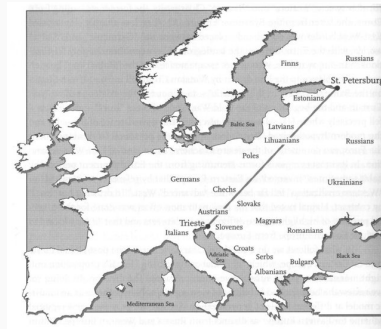 Finns
Russians
St. Petersburg
Estonians
Baltic Sea
Latvians
Lihuanians
Russians
Poles
Germans
Ukrainians
Chechs
Slovaks
Austrians
Trieste
Slovenes
Magyars
Italians
Romanians
Croats
Adriatic
Sea
Serbs
Bulgars
Black Sea
Albanians
Mediterranean Sea